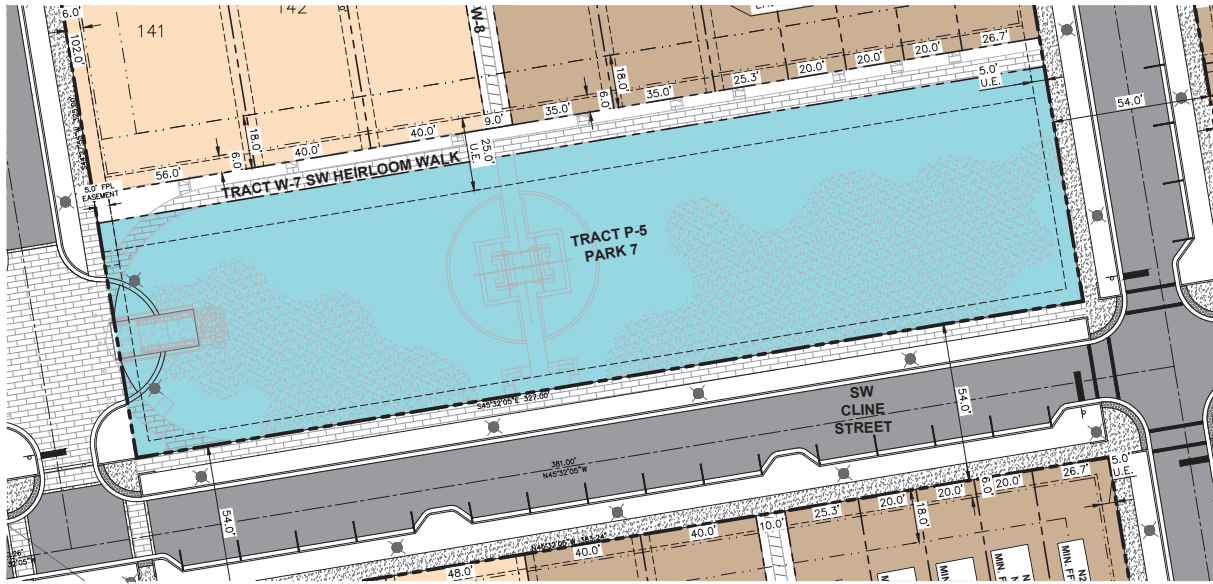 6.0'
102.0'
141
142
W-8
18.0'
6.0'
56.0'
40.0'
40.0'
9.0'
35.0'
6.0'
18.0'
35.0'
25.3'
20.0'
20.0'
20.0'
26.7'
5.0'
U.E.
54.0'
25.0'
U.E.
5.0' FPL
EASEMENT
TRACT W-7 SW HEIRLOOM WALK
TRACT P-5
PARK 7
S45°32'05"E 327.00'
SW
CLINE
STREET
54.0'
381.00'
N45°32'05"W
54.0'
48.0'
40.0'
40.0'
10.0'
25.3'
20.0'
18.0'
20.0'
6.0'
20.0'
26.7'
5.0'
U.E.
MIN. FF
MIN.